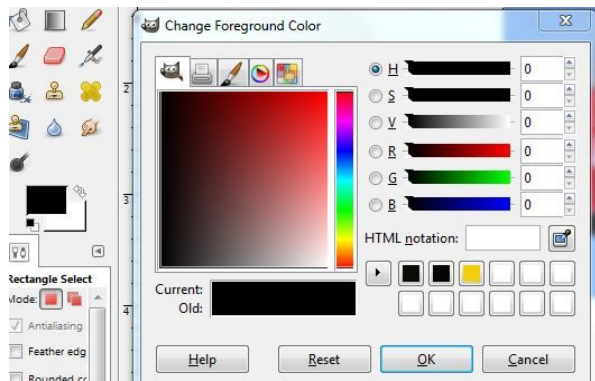 Change Foreground Color
H 0
S 0
V 0
R 0
G 0
B 0
HTML notation:
Current:
Old:
Help Reset OK Cancel
2
3
4
Rectangle Select
Mode:
Antialiasing
Feather edg
Rounded cr